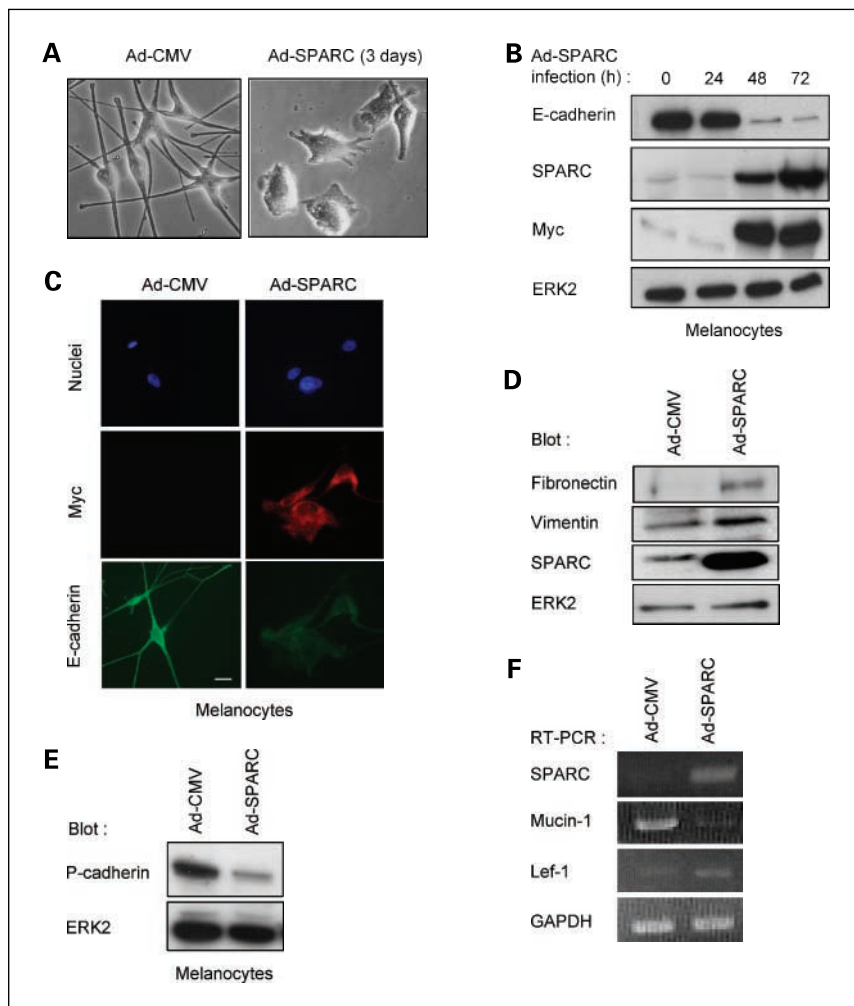 A
Ad-CMV Ad-SPARC (3 days)
B
Ad-SPARC
infection (h) : 0 24 48 72
E-cadherin
SPARC
Myc
ERK2
Melanocytes
C
Ad-CMV Ad-SPARC
Nuclei
Myc
E-cadherin
Melanocytes
D
Blot : Ad-CMV Ad-SPARC
Fibronectin
Vimentin
SPARC
ERK2
E
Blot : Ad-CMV Ad-SPARC
P-cadherin
ERK2
Melanocytes
F
RT-PCR : Ad-CMV Ad-SPARC
SPARC
Mucin-1
Lef-1
GAPDH